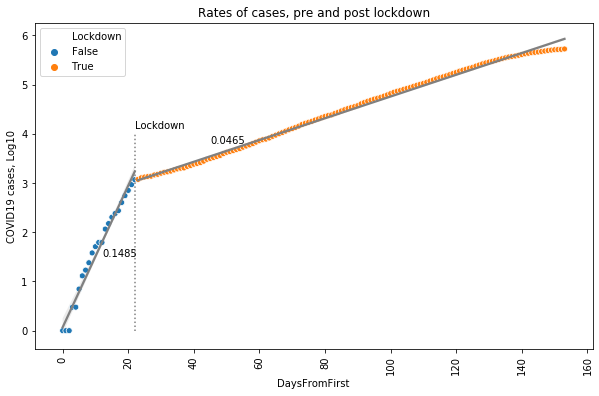 Rates of cases, pre and post lockdown
Lockdown
False
True
COVID19 cases, Log10
6
5
4
3
2
1
0
Lockdown
0.0465
0.1485
0
20
40
60
80
100
120
140
160
DaysFromFirst